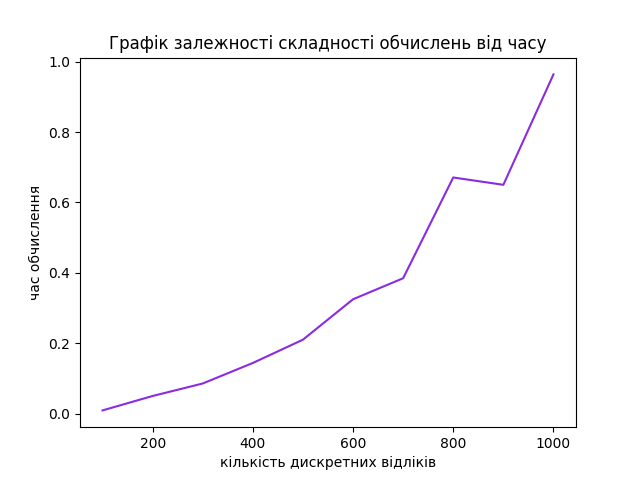 Графік залежності складності обчислень від часу
1.0
0.8
0.6
0.4
0.2
0.0
час обчислення
200 400 600 800 1000
кількість дискретних відліків